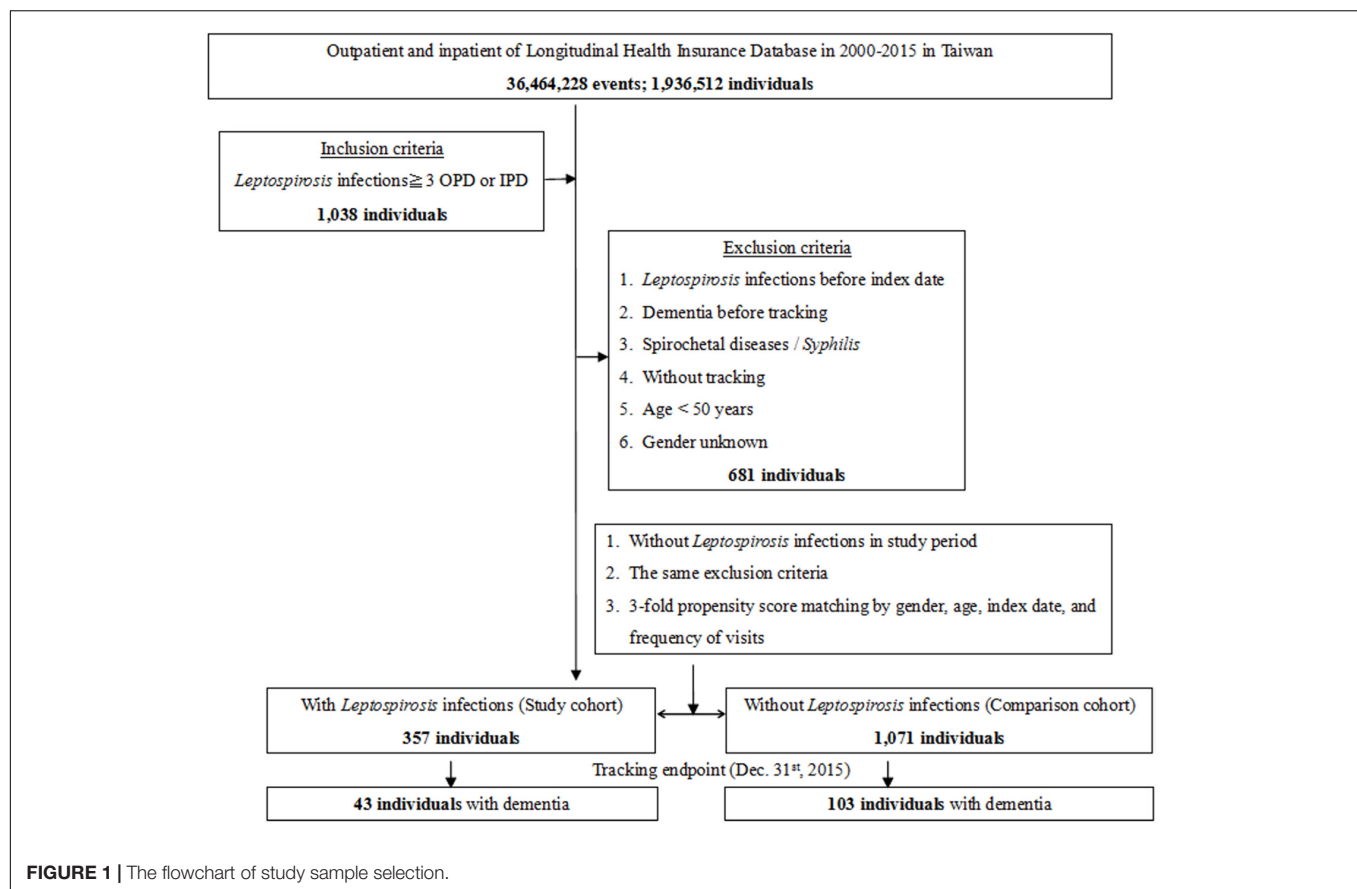 Outpatient and inpatient of Longitudinal Health Insurance Database in 2000-2015 in Taiwan
36,464,228 events; 1,936,512 individuals
Inclusion criteria
Leptospirosis infections≧3 OPD or IPD
1,038 individuals
Exclusion criteria
1. Leptospirosis infections before index date
2. Dementia before tracking
3. Spirochetal diseases / Syphilis
4. Without tracking
5. Age < 50 years
6. Gender unknown
681 individuals
1. Without Leptospirosis infections in study period
2. The same exclusion criteria
3. 3-fold propensity score matching by gender, age, index date, and
frequency of visits
With Leptospirosis infections (Study cohort)
357 individuals
Without Leptospirosis infections (Comparison cohort)
1,071 individuals
Tracking endpoint (Dec. 31st, 2015)
43 individuals with dementia
103 individuals with dementia
FIGURE 1 | The flowchart of study sample selection.